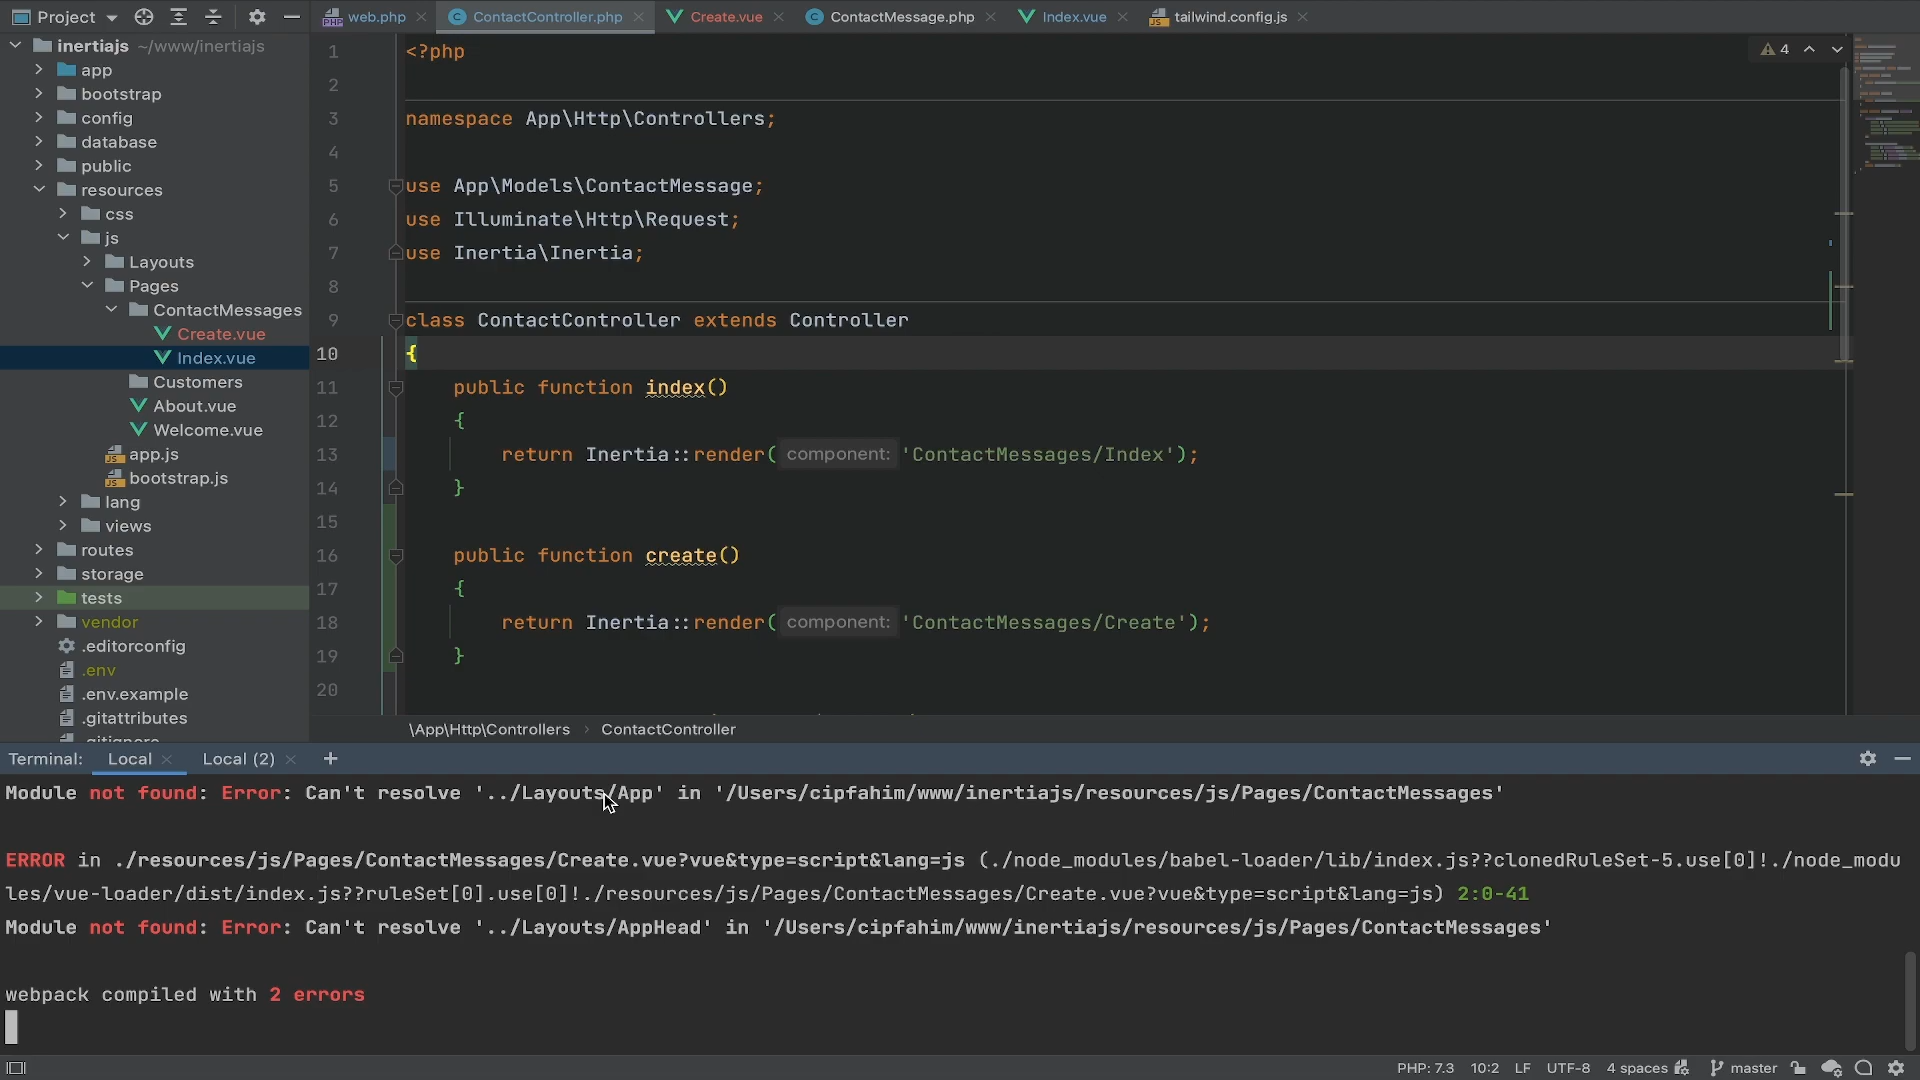 Project
web.php
ContactController.php
Create.vue
ContactMessage.php
Index.vue
tailwind.config.js
inertiajs ~/www/inertiajs
app
bootstrap
config
database
public
resources
css
js
Layouts
Pages
ContactMessages
Create.vue
Index.vue
Customers
About.vue
Welcome.vue
app.js
bootstrap.js
lang
views
routes
storage
tests
vendor
.editorconfig
.env
.env.example
.gitattributes
4
1 <?php
2
3 namespace App\Http\Controllers;
4
5 use App\Models\ContactMessage;
6 use Illuminate\Http\Request;
7 use Inertia\Inertia;
8
9 class ContactController extends Controller
10 {
11 public function index()
12 {
13 return Inertia::render( component: 'ContactMessages/Index');
14 }
15
16 public function create()
17 {
18 return Inertia::render( component: 'ContactMessages/Create');
19 }
20
\App\Http\Controllers › ContactController
Terminal: Local Local (2) +
Module not found: Error: Can't resolve '../Layouts/App' in '/Users/cipfahim/www/inertiajs/resources/js/Pages/ContactMessages'
ERROR in ./resources/js/Pages/ContactMessages/Create.vue?vue&type=script&lang=js (./node_modules/babel-loader/lib/index.js??clonedRuleSet-5.use[0]!./node_modu
les/vue-loader/dist/index.js??ruleSet[0].use[0]!./resources/js/Pages/ContactMessages/Create.vue?vue&type=script&lang=js) 2:0-41
Module not found: Error: Can't resolve '../Layouts/AppHead' in '/Users/cipfahim/www/inertiajs/resources/js/Pages/ContactMessages'
webpack compiled with 2 errors
PHP: 7.3 10:2 LF UTF-8 4 spaces master